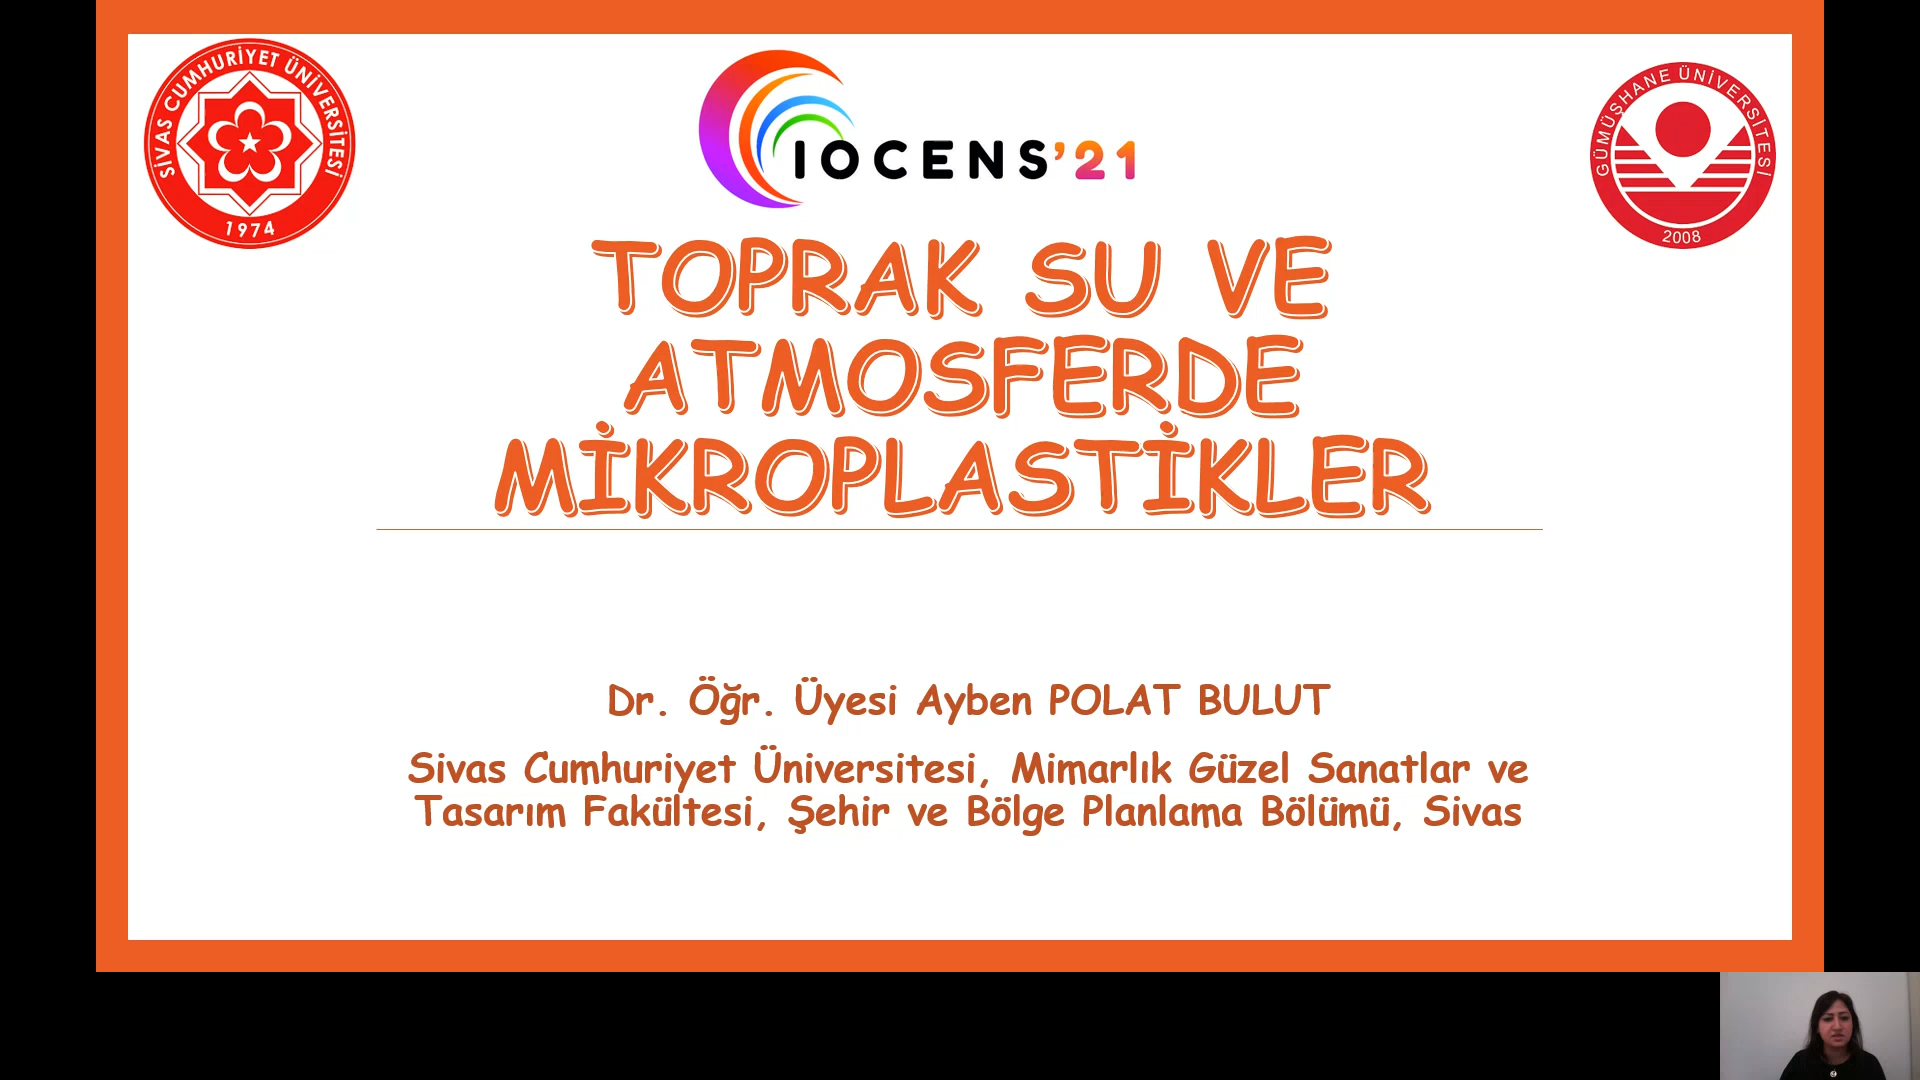 SİVAS CUMHURİYET ÜNİVERSİTESİ
1974
IOCENS'21
GÜMÜŞHANE ÜNİVERSİTESİ
2008
TOPRAK SU VE
ATMOSFERDE
MİKROPLASTİKLER
Dr. Öğr. Üyesi Ayben POLAT BULUT
Sivas Cumhuriyet Üniversitesi, Mimarlık Güzel Sanatlar ve
Tasarım Fakültesi, Şehir ve Bölge Planlama Bölümü, Sivas